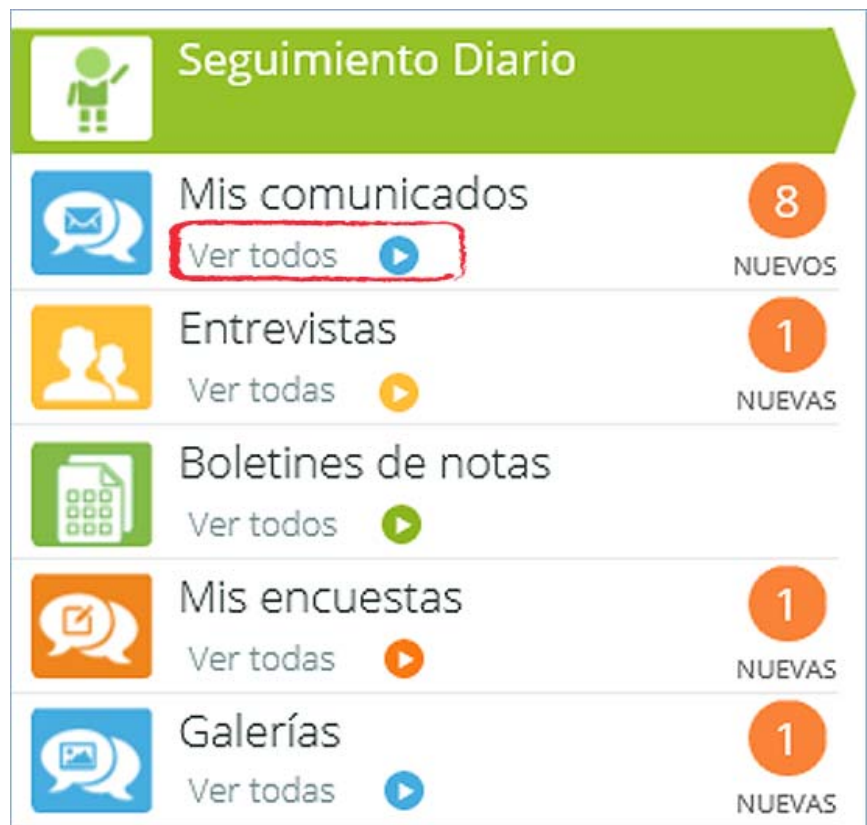 Seguimiento Diario
Mis comunicados
8
Ver todos
NUEVOS
Entrevistas
1
Ver todas
NUEVAS
Boletines de notas
Ver todos
Mis encuestas
1
Ver todas
NUEVAS
Galerías
1
Ver todas
NUEVAS